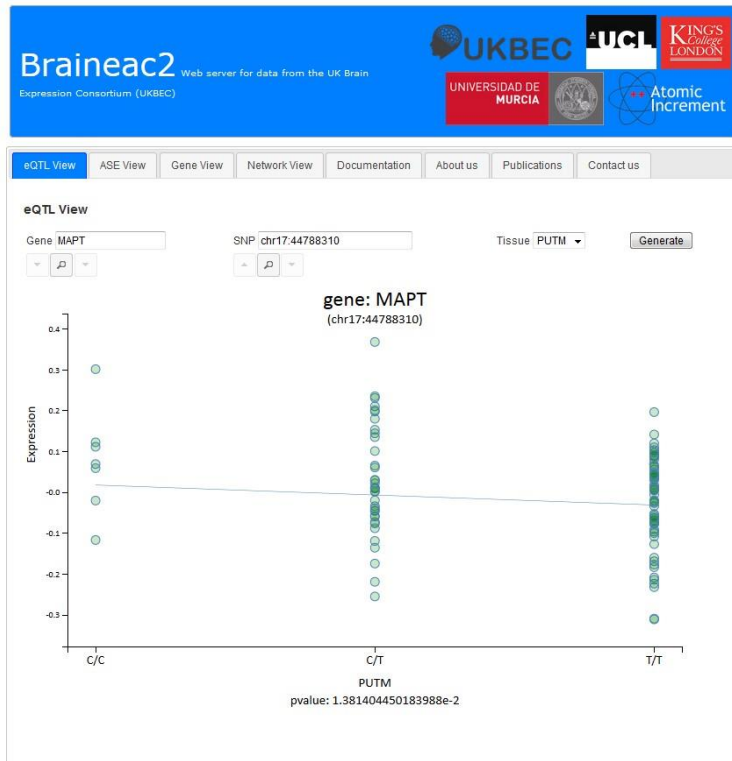 Braineac2 Web server for data from the UK Brain
Expression Consortium (UKBEC)
UKBEC
UCL
KING'S
College
LONDON
UNIVERSIDAD DE
MURCIA
Atomic
Increment
eQTL View
ASE View
Gene View
Network View
Documentation
About us
Publications
Contact us
eQTL View
Gene MAPT
SNP chr17:44788310
Tissue PUTM
Generate
gene: MAPT
(chr17:44788310)
Expression
0.4
0.3
0.2
0.1
-0.0
-0.1
-0.2
-0.3
C/C
C/T
T/T
PUTM
pvalue: 1.381404450183988e-2